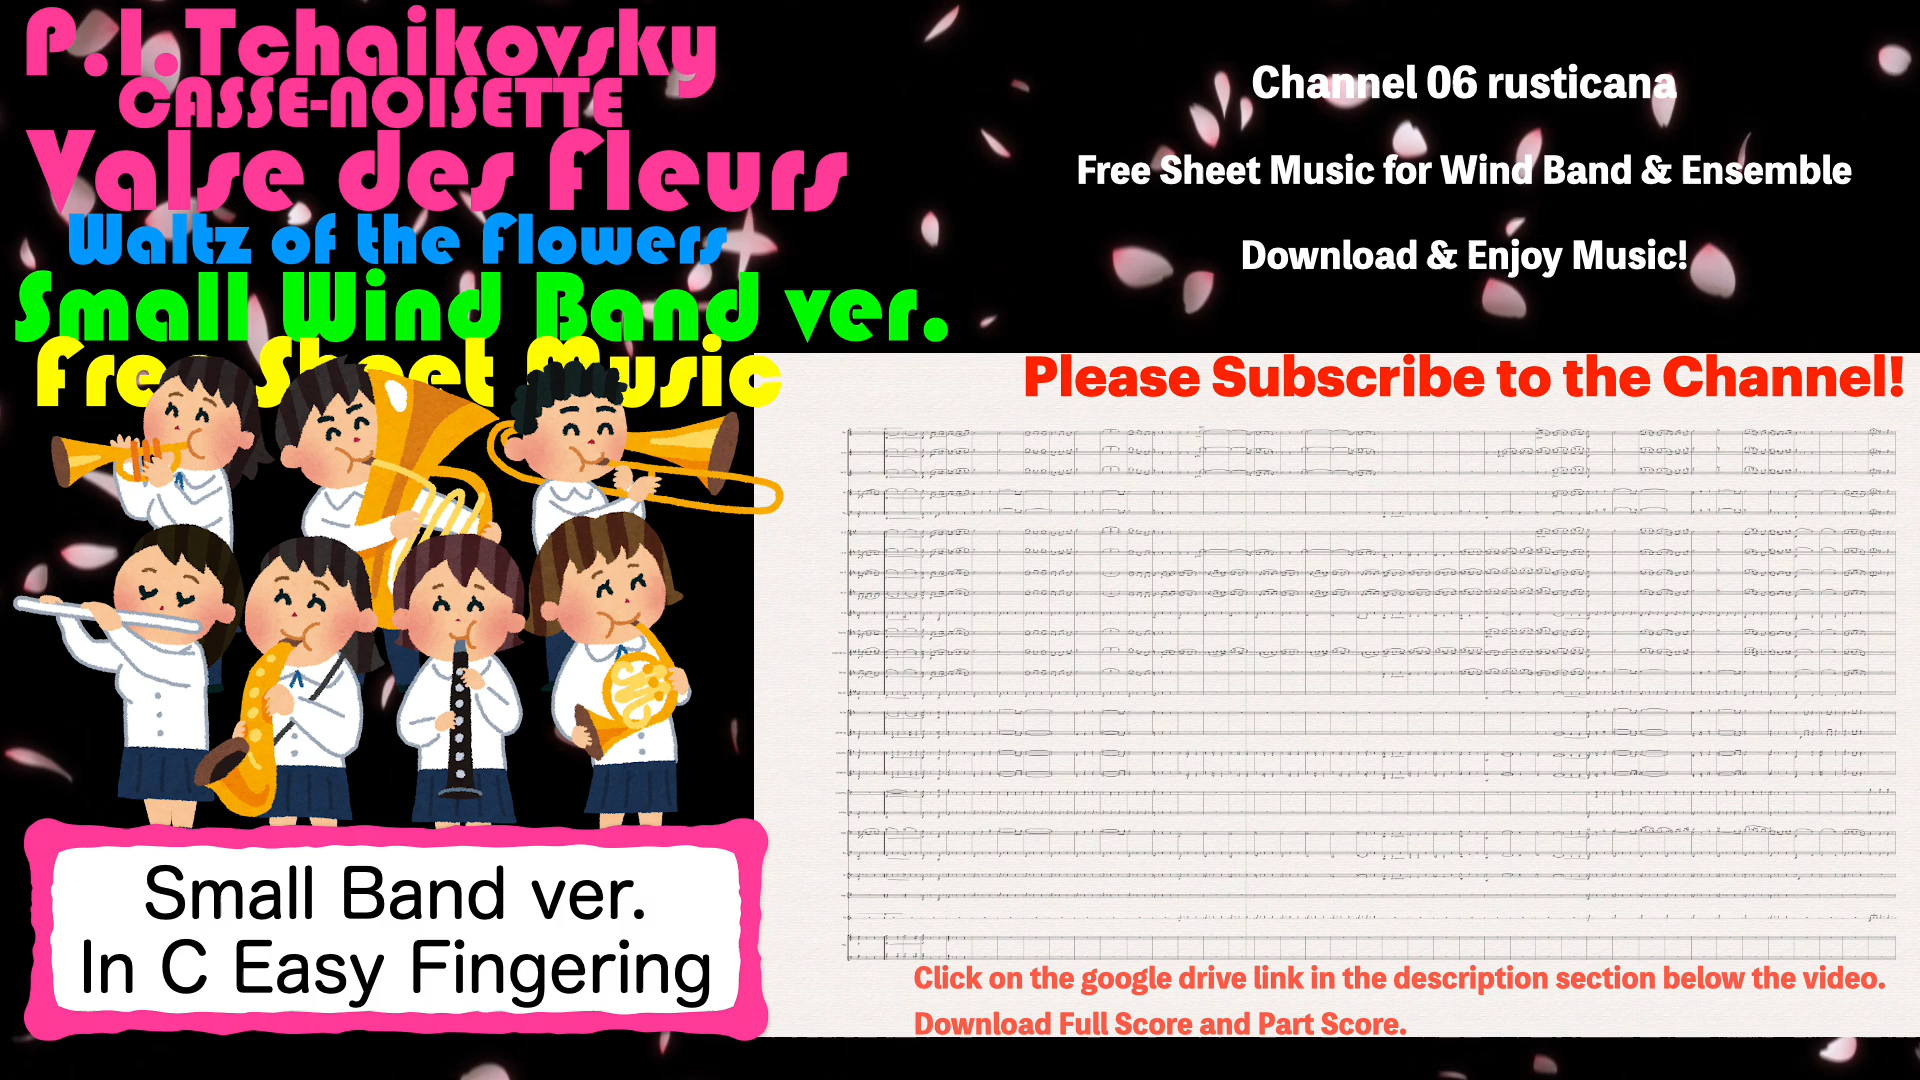 P.I.Tchaikovsky
CASSE-NOISETTE
Valse des Fleurs
Waltz of the Flowers
Small Wind Band ver.
Free Sheet Music
Channel 06 rusticana
Free Sheet Music for Wind Band & Ensemble
Download & Enjoy Music!
Please Subscribe to the Channel!
Small Band ver.
In C Easy Fingering
Click on the google drive link in the description section below the video.
Download Full Score and Part Score.